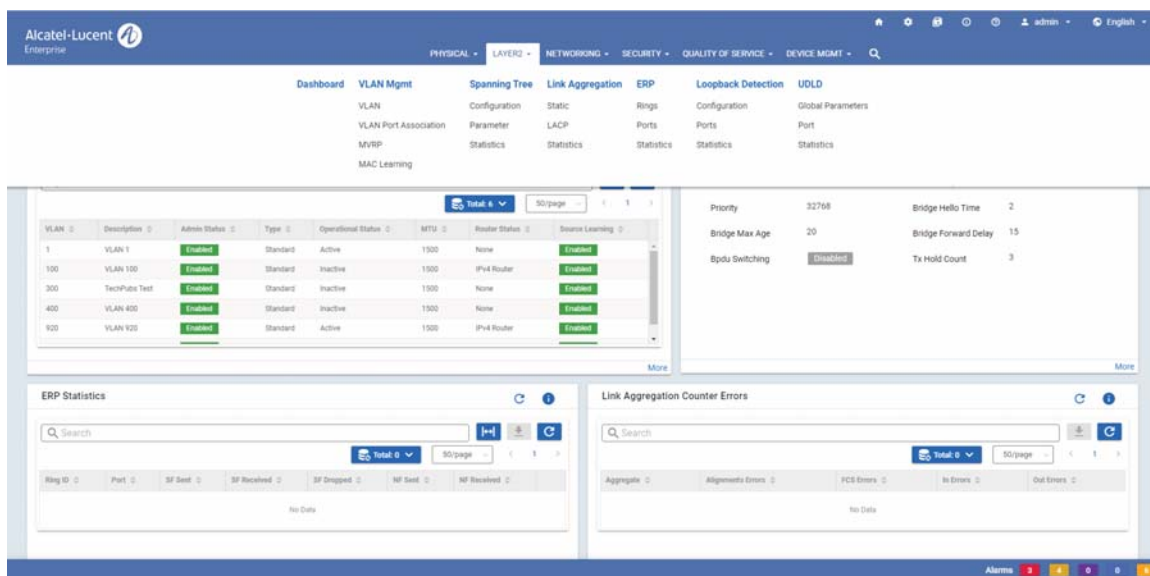 Alcatel-Lucent
Enterprise
admin English
PHYSICAL LAYER2 NETWORKING SECURITY QUALITY OF SERVICE DEVICE MGMT
Dashboard VLAN Mgmt Spanning Tree Link Aggregation ERP Loopback Detection UDLD
VLAN Configuration Static Rings Configuration Global Parameters
VLAN Port Association Parameter LACP Ports Ports Port
MVRP Statistics Statistics Statistics Statistics Statistics
MAC Learning
Total: 6 50/page 1
Priority 32768 Bridge Hello Time 2
VLAN Description Admin Status Type Operational Status MTU Router Status Source Learning
Bridge Max Age 20 Bridge Forward Delay 15
1 VLAN 1 Enabled Standard Active 1500 None Enabled
Bpdu Switching Disabled Tx Hold Count 3
100 VLAN 100 Enabled Standard Inactive 1500 IPv4 Router Enabled
300 TechPubs Test Enabled Standard Inactive 1500 None Enabled
400 VLAN 400 Enabled Standard Inactive 1500 None Enabled
920 VLAN 920 Enabled Standard Active 1500 IPv4 Router Enabled
More More
ERP Statistics Link Aggregation Counter Errors
Search Search
Total: 0 50/page 1 Total: 0 50/page 1
Ring ID Port SF Sent SF Received SF Dropped NF Sent NF Received Aggregate Alignments Errors FCS Errors In Errors Out Errors
No Data No Data
Alarms 3 4 0 0